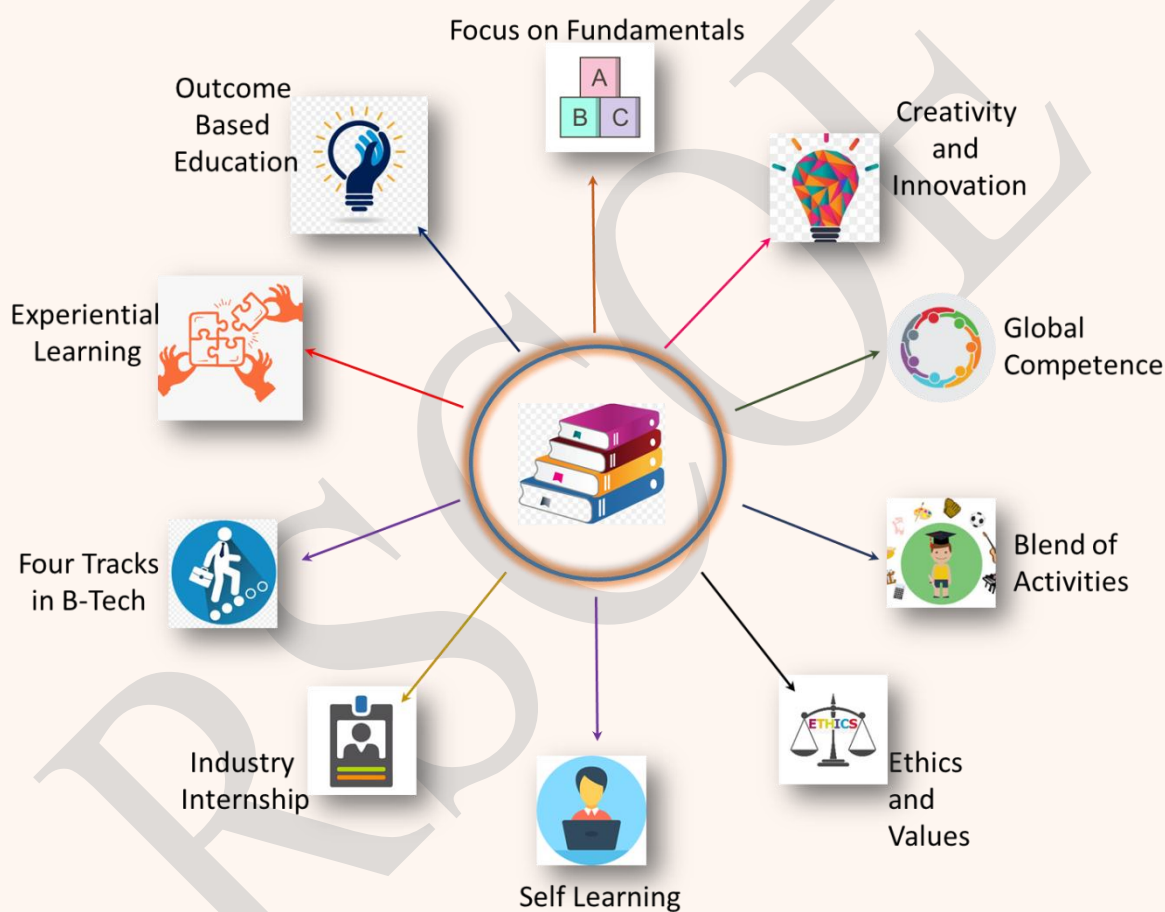 Focus on Fundamentals
A
B C
Outcome
Based
Education
Creativity
and
Innovation
Experiential
Learning
Global
Competence
Four Tracks
in B-Tech
Blend of
Activities
Industry
Internship
ETHICS
Ethics
and
Values
Self Learning
RSCOE